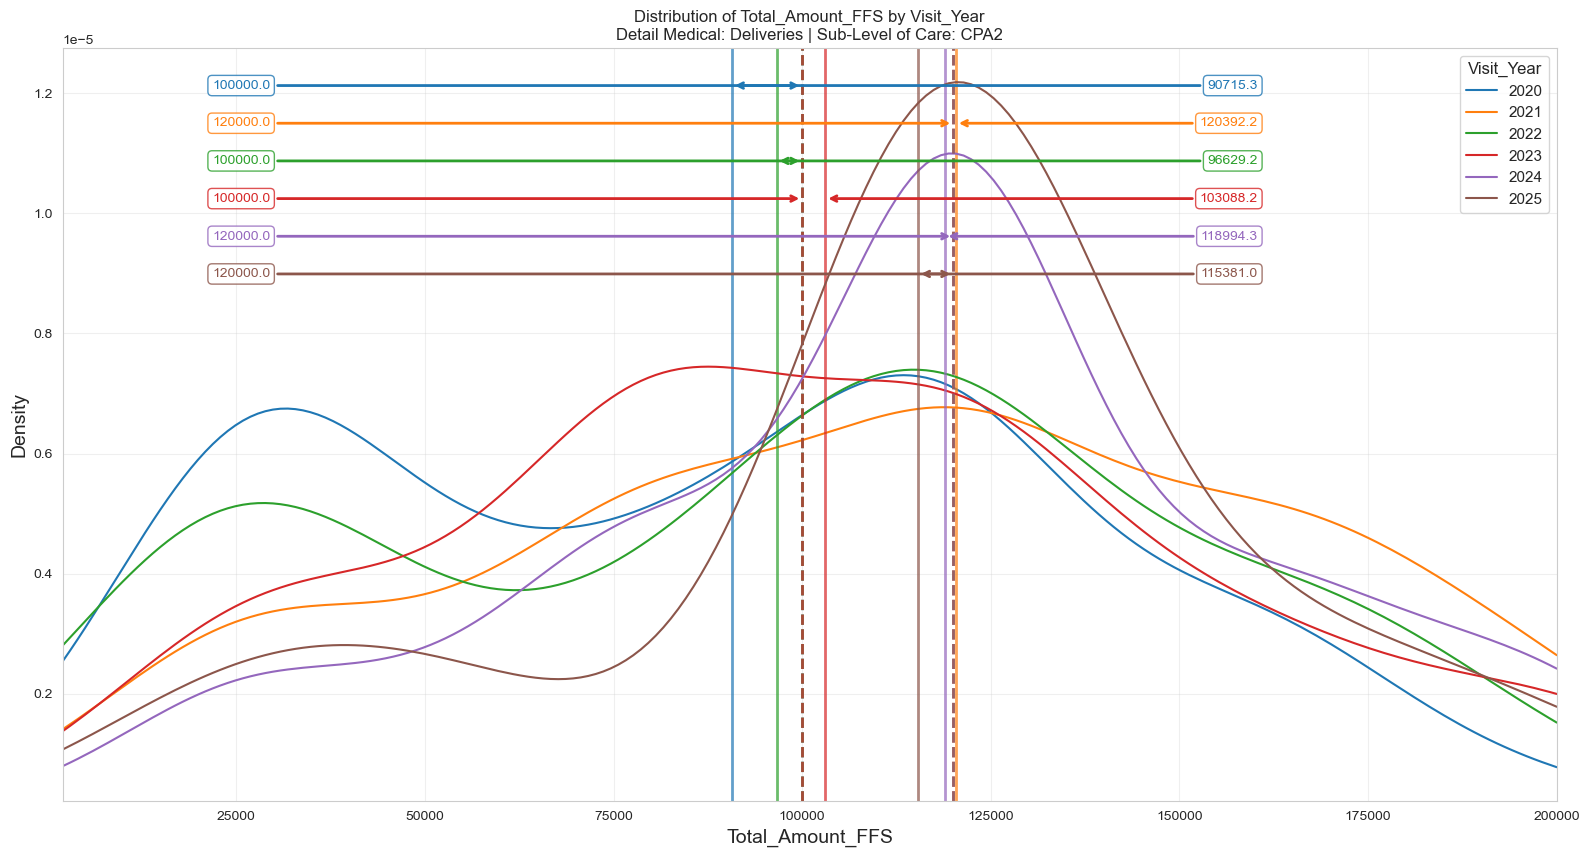 Distribution of Total_Amount_FFS by Visit_Year
Detail Medical: Deliveries | Sub-Level of Care: CPA2
1e−5
Visit_Year
2020
2021
2022
2023
2024
2025
100000.0 90715.3
120000.0 120392.2
100000.0 96629.2
100000.0 103088.2
120000.0 118994.3
120000.0 115381.0
1.2
1.0
0.8
0.6
0.4
0.2
Density
25000 50000 75000 100000 125000 150000 175000 200000
Total_Amount_FFS